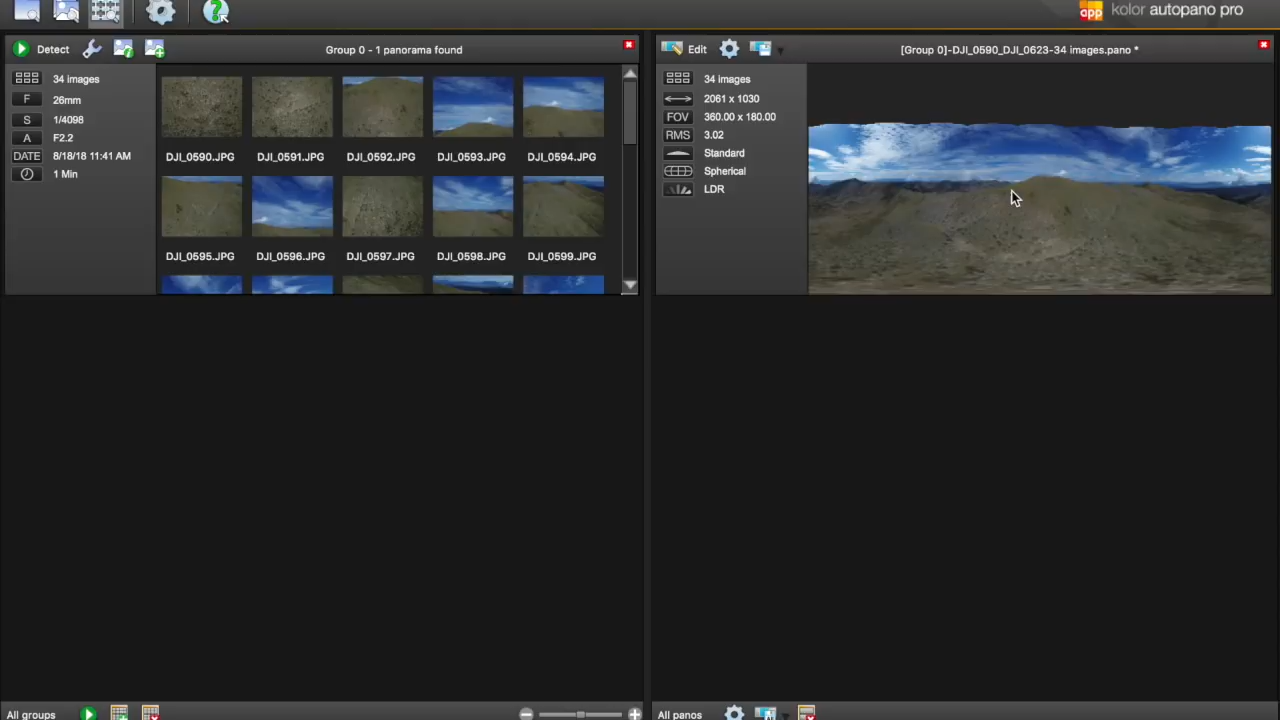 kolor autopano pro
app
Detect
Group 0 - 1 panorama found
34 images
F 26mm
S 1/4098
A F2.2
DATE 8/18/18 11:41 AM
1 Min
DJI_0590.JPG DJI_0591.JPG DJI_0592.JPG DJI_0593.JPG DJI_0594.JPG
DJI_0595.JPG DJI_0596.JPG DJI_0597.JPG DJI_0598.JPG DJI_0599.JPG
All groups
Edit
[Group 0]-DJI_0590_DJI_0623-34 images.pano *
34 images
2061 x 1030
FOV 360.00 x 180.00
RMS 3.02
Standard
Spherical
LDR
All panos